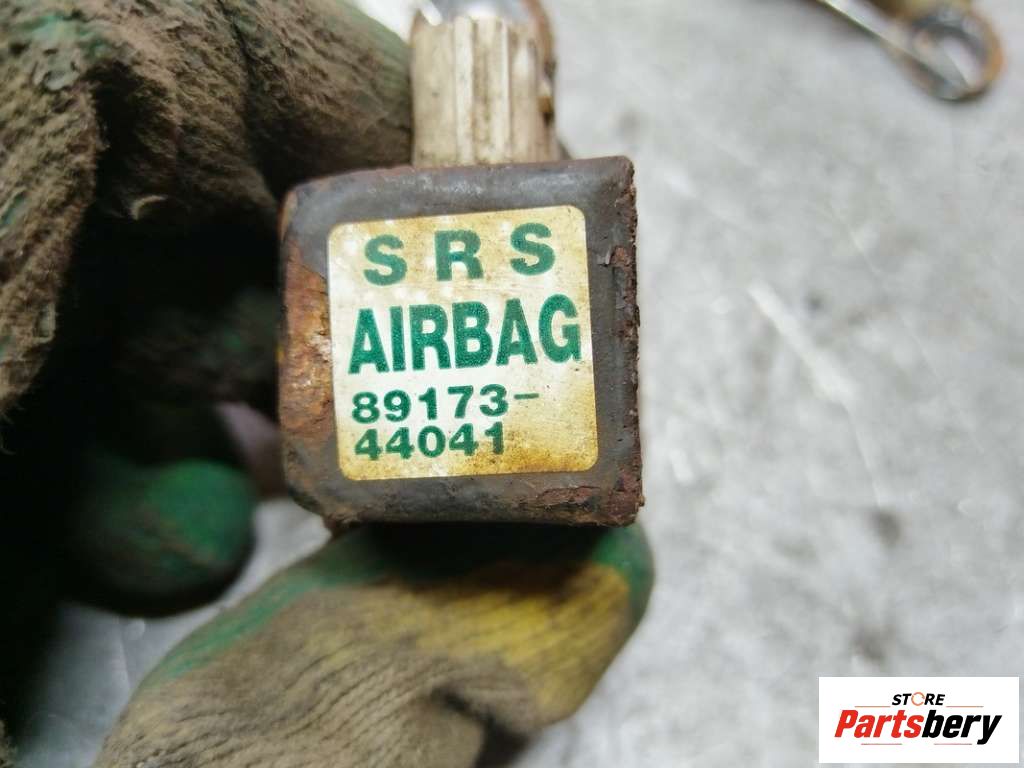 SRS
AIRBAG
89173-
44041
STORE
Partsbery